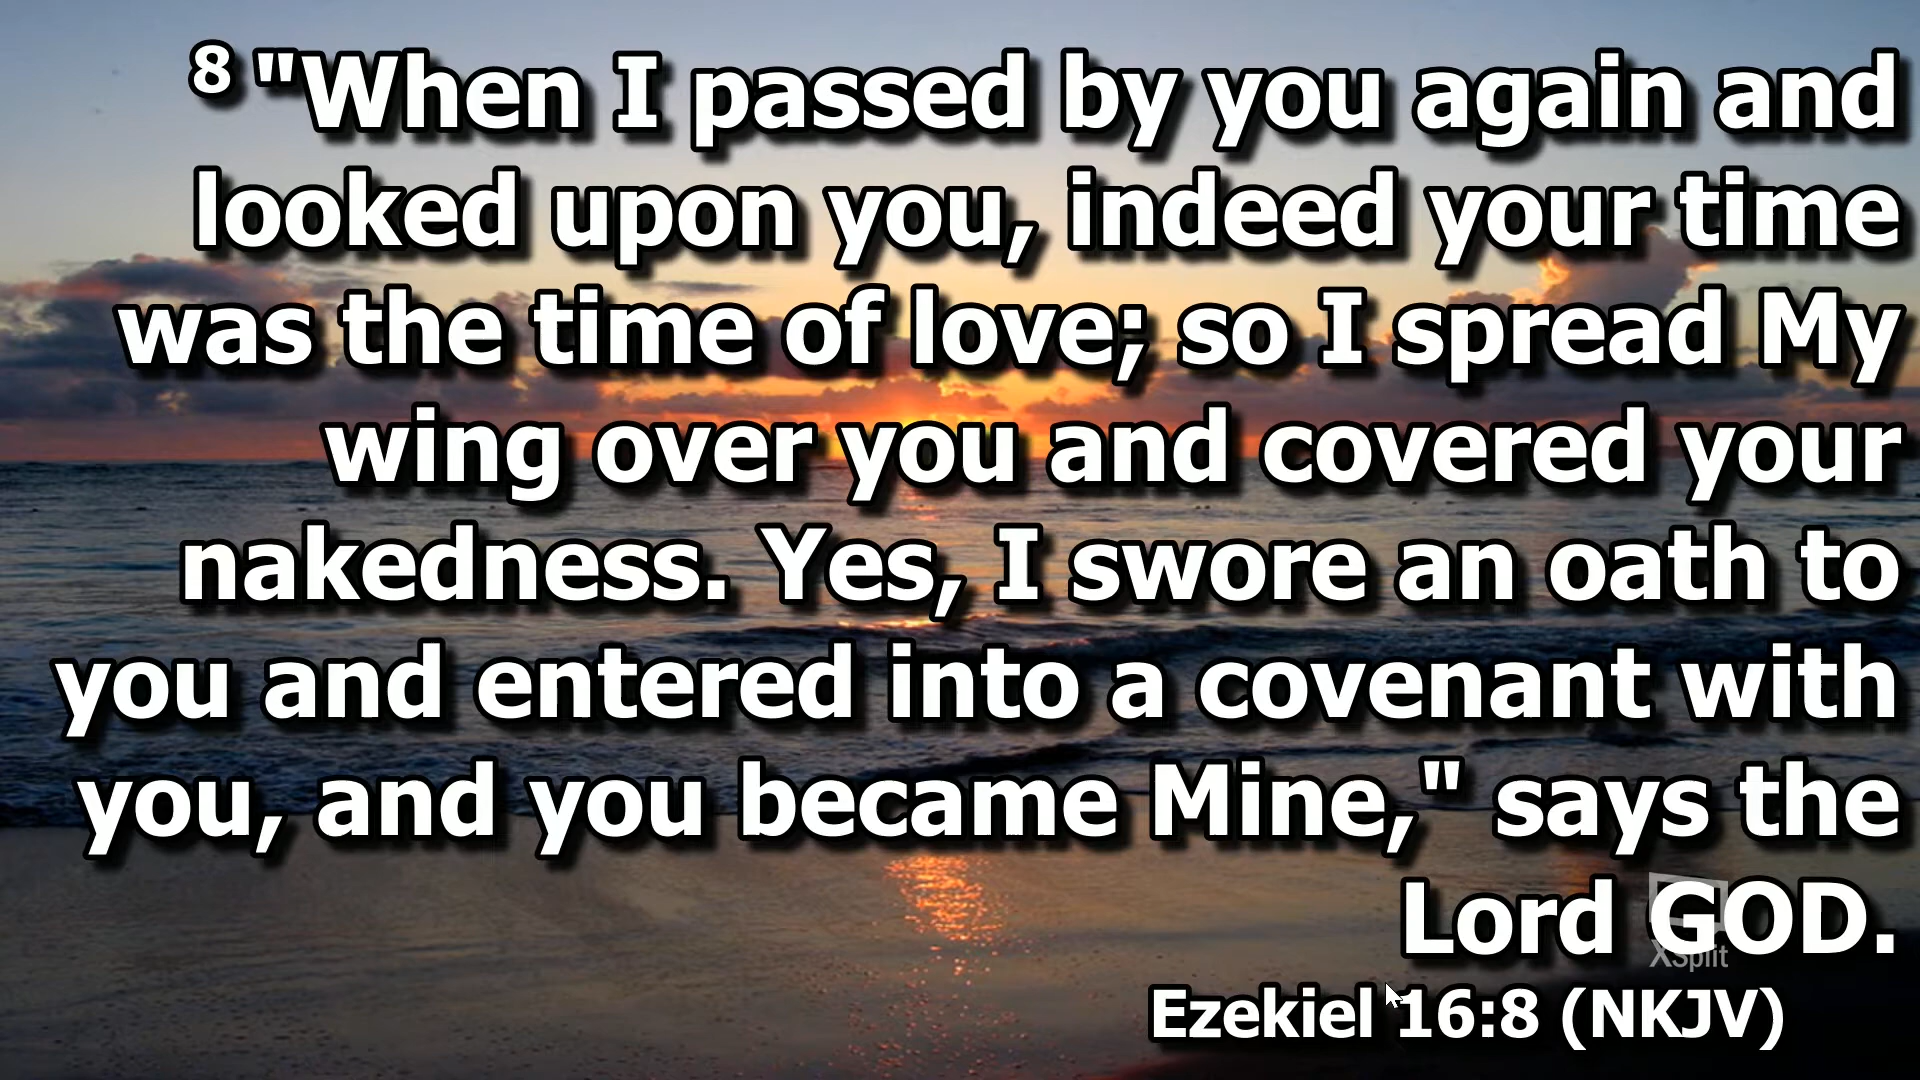 8 "When I passed by you again and
looked upon you, indeed your time
was the time of love; so I spread My
wing over you and covered your
nakedness. Yes, I swore an oath to
you and entered into a covenant with
you, and you became Mine," says the
Lord GOD.
XSplit
Ezekiel 16:8 (NKJV)